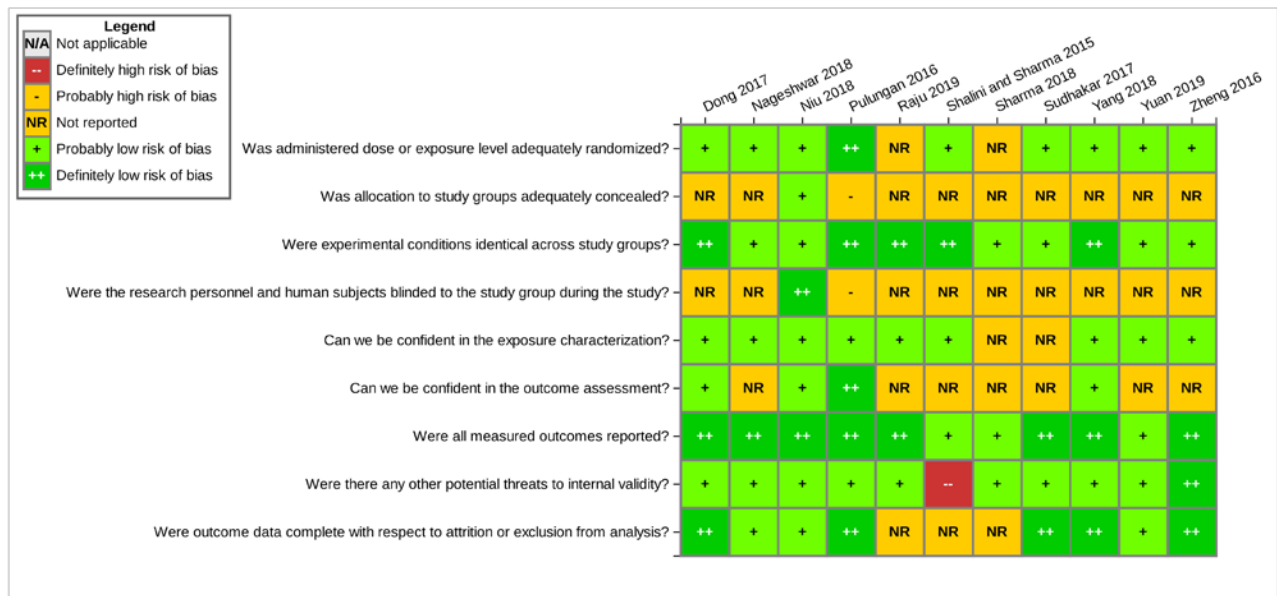 Legend
N/A Not applicable
-- Definitely high risk of bias
- Probably high risk of bias
NR Not reported
+ Probably low risk of bias
++ Definitely low risk of bias
Dong 2017 Nageshwar 2018 Niu 2018 Pulungan 2016 Raju 2019 Shalini and Sharma 2015 Sharma 2018 Sudhakar 2017 Yang 2018 Yuan 2019 Zheng 2016
Was administered dose or exposure level adequately randomized? + + + ++ NR + NR + + + +
Was allocation to study groups adequately concealed? NR NR + - NR NR NR NR NR NR NR
Were experimental conditions identical across study groups? ++ + + ++ ++ ++ + + ++ + +
Were the research personnel and human subjects blinded to the study group during the study? NR NR ++ - NR NR NR NR NR NR NR
Can we be confident in the exposure characterization? + + + + + + NR NR + + +
Can we be confident in the outcome assessment? + NR + ++ NR NR NR NR + NR NR
Were all measured outcomes reported? ++ ++ ++ ++ ++ + + ++ ++ + ++
Were there any other potential threats to internal validity? + + + + + -- + + + + ++
Were outcome data complete with respect to attrition or exclusion from analysis? ++ + + ++ NR NR NR ++ ++ + ++